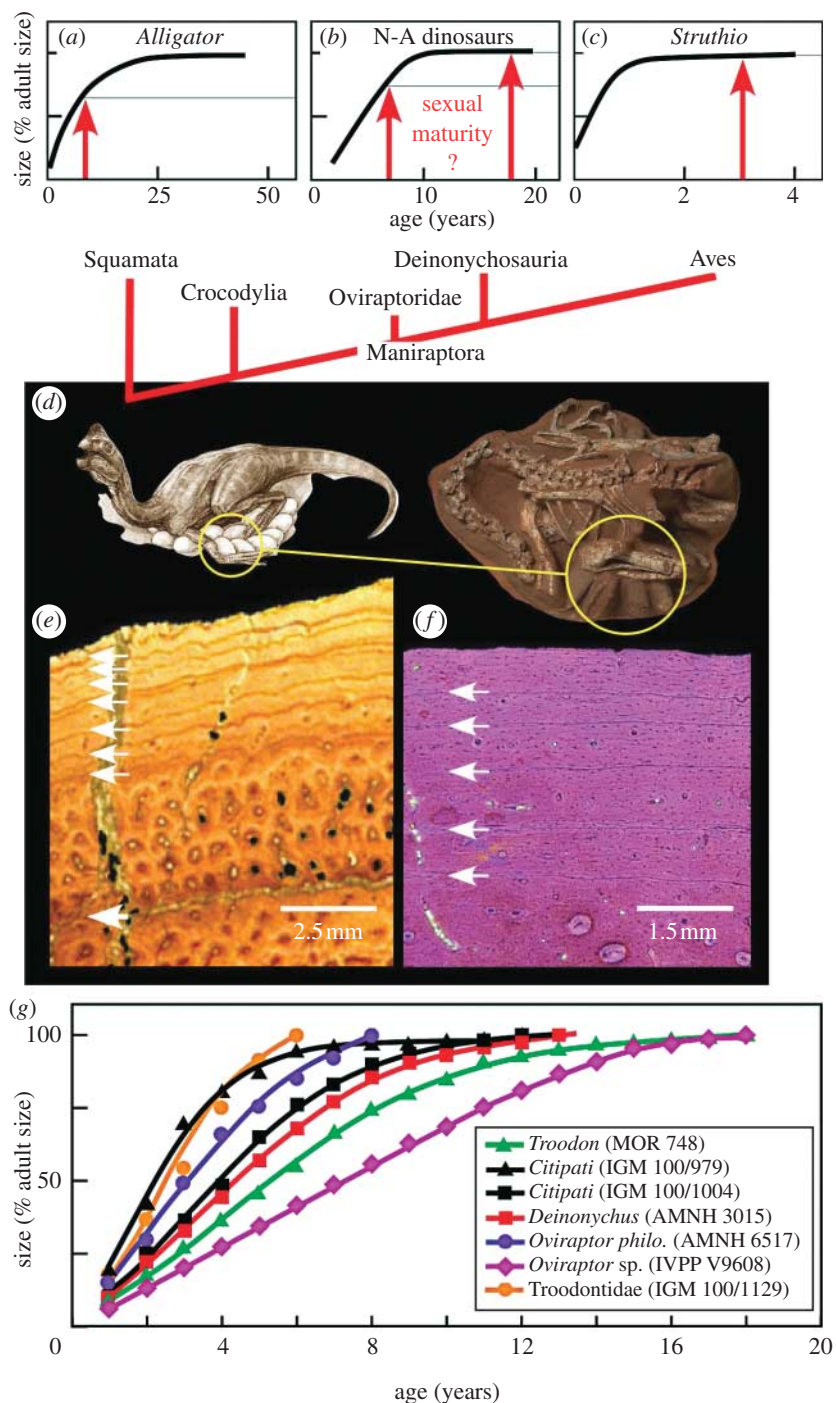 (a) Alligator
(b) N-A dinosaurs
(c) Struthio
size (% adult size)
sexual
maturity
?
0 25 50
0 10 20
0 2 4
age (years)
Squamata
Crocodylia
Oviraptoridae
Deinonychosauria
Aves
Maniraptora
(d)
(e)
2.5 mm
(f)
1.5 mm
(g)
100
50
size (% adult size)
Troodon (MOR 748)
Citipati (IGM 100/979)
Citipati (IGM 100/1004)
Deinonychus (AMNH 3015)
Oviraptor philo. (AMNH 6517)
Oviraptor sp. (IVPP V9608)
Troodontidae (IGM 100/1129)
0 4 8 12 16 20
age (years)